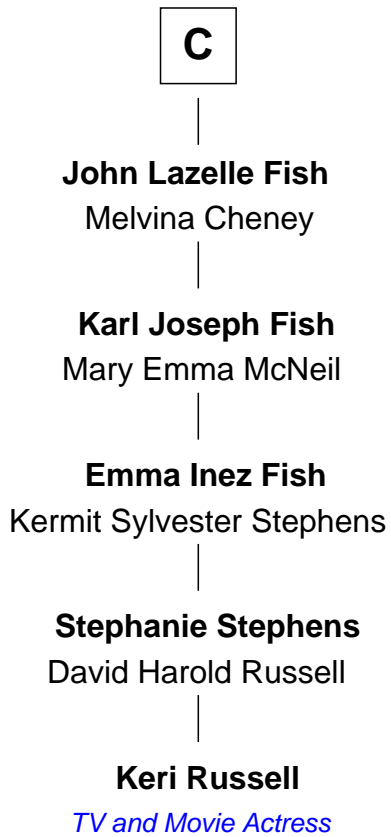 C
John Lazelle Fish
Melvina Cheney
Karl Joseph Fish
Mary Emma McNeil
Emma Inez Fish
Kermit Sylvester Stephens
Stephanie Stephens
David Harold Russell
Keri Russell
TV and Movie Actress